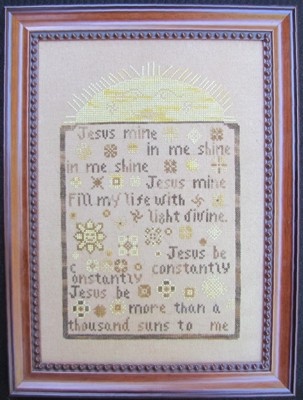 Jesus mine
in me shine
in me shine
Jesus mine
Fill my life with
light divine.
Jesus be
c constantly
onstantly
Jesus be
more than a
thousand suns to me